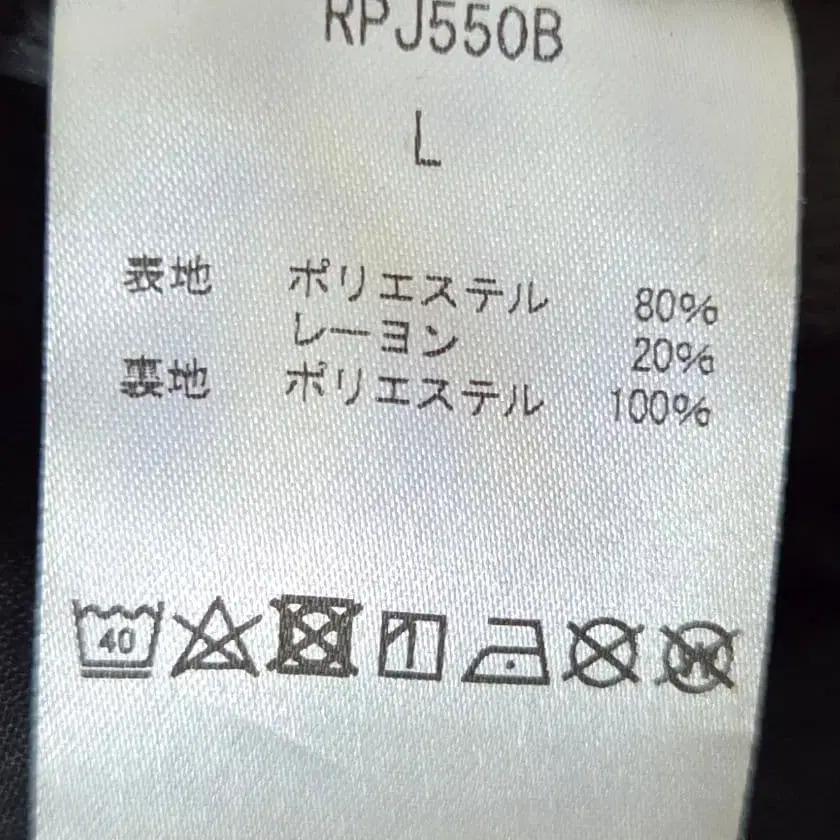 RPJ550B
L
表地 ポリエステル 80%
レーヨン 20%
裏地 ポリエステル 100%
40
W